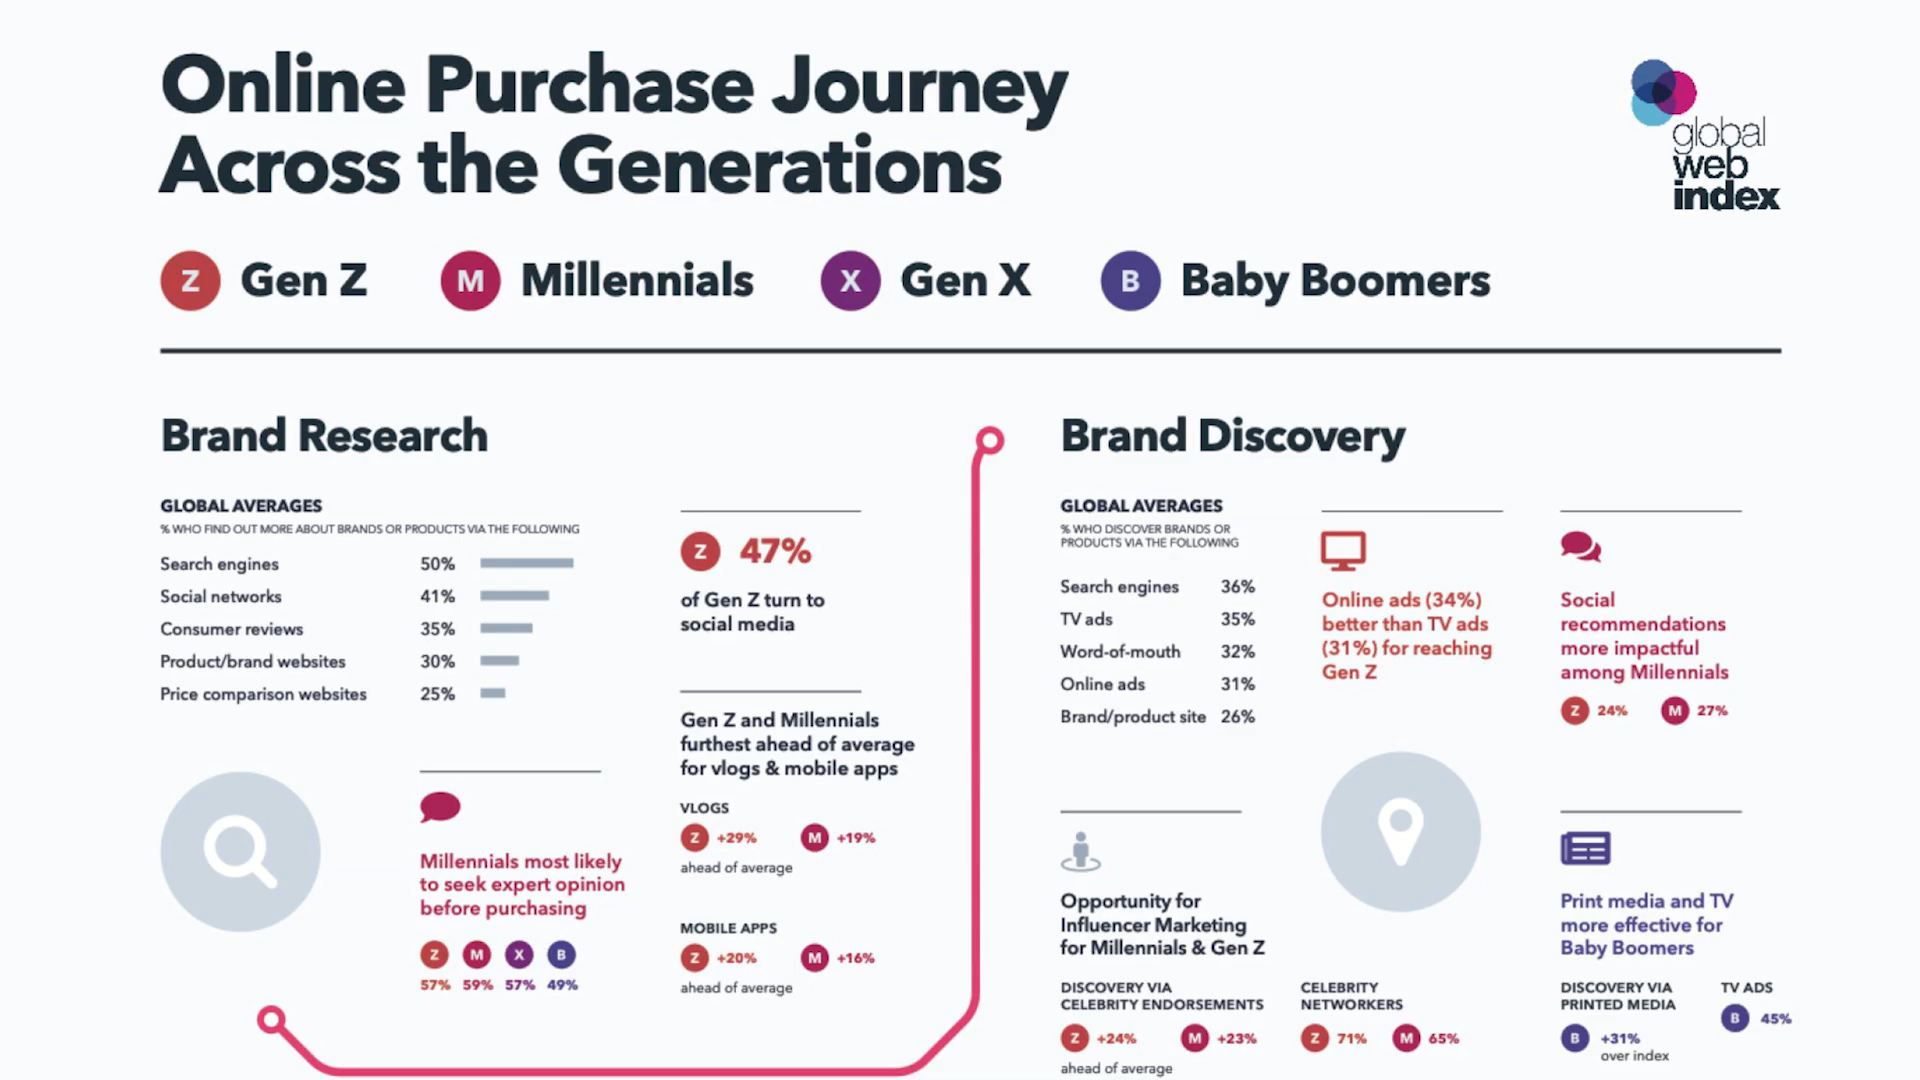 Online Purchase Journey
Across the Generations
global
web
index
Z Gen Z M Millennials X Gen X B Baby Boomers
Brand Research
GLOBAL AVERAGES
% WHO FIND OUT MORE ABOUT BRANDS OR PRODUCTS VIA THE FOLLOWING
Search engines 50%
Social networks 41%
Consumer reviews 35%
Product/brand websites 30%
Price comparison websites 25%
Millennials most likely
to seek expert opinion
before purchasing
Z M X B
57% 59% 57% 49%
Z 47%
of Gen Z turn to
social media
Gen Z and Millennials
furthest ahead of average
for vlogs & mobile apps
VLOGS
Z +29% M +19%
ahead of average
MOBILE APPS
Z +20% M +16%
ahead of average
Brand Discovery
GLOBAL AVERAGES
% WHO DISCOVER BRANDS OR
PRODUCTS VIA THE FOLLOWING
Search engines 36%
TV ads 35%
Word-of-mouth 32%
Online ads 31%
Brand/product site 26%
Online ads (34%)
better than TV ads
(31%) for reaching
Gen Z
Social
recommendations
more impactful
among Millennials
Z 24% M 27%
Opportunity for
Influencer Marketing
for Millennials & Gen Z
DISCOVERY VIA
CELEBRITY ENDORSEMENTS
Z +24% M +23%
ahead of average
CELEBRITY
NETWORKERS
Z 71% M 65%
Print media and TV
more effective for
Baby Boomers
DISCOVERY VIA
PRINTED MEDIA
B +31%
over index
TV ADS
B 45%